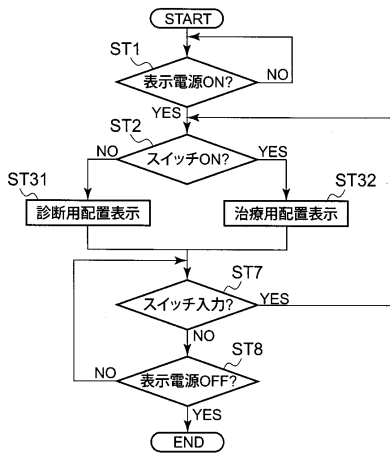 START
ST1
表示電源ON?
NO
YES
ST2
NO
スイッチON?
YES
ST31
ST32
診断用配置表示
治療用配置表示
ST7
スイッチ入力?
YES
NO
ST8
NO
表示電源OFF?
YES
END